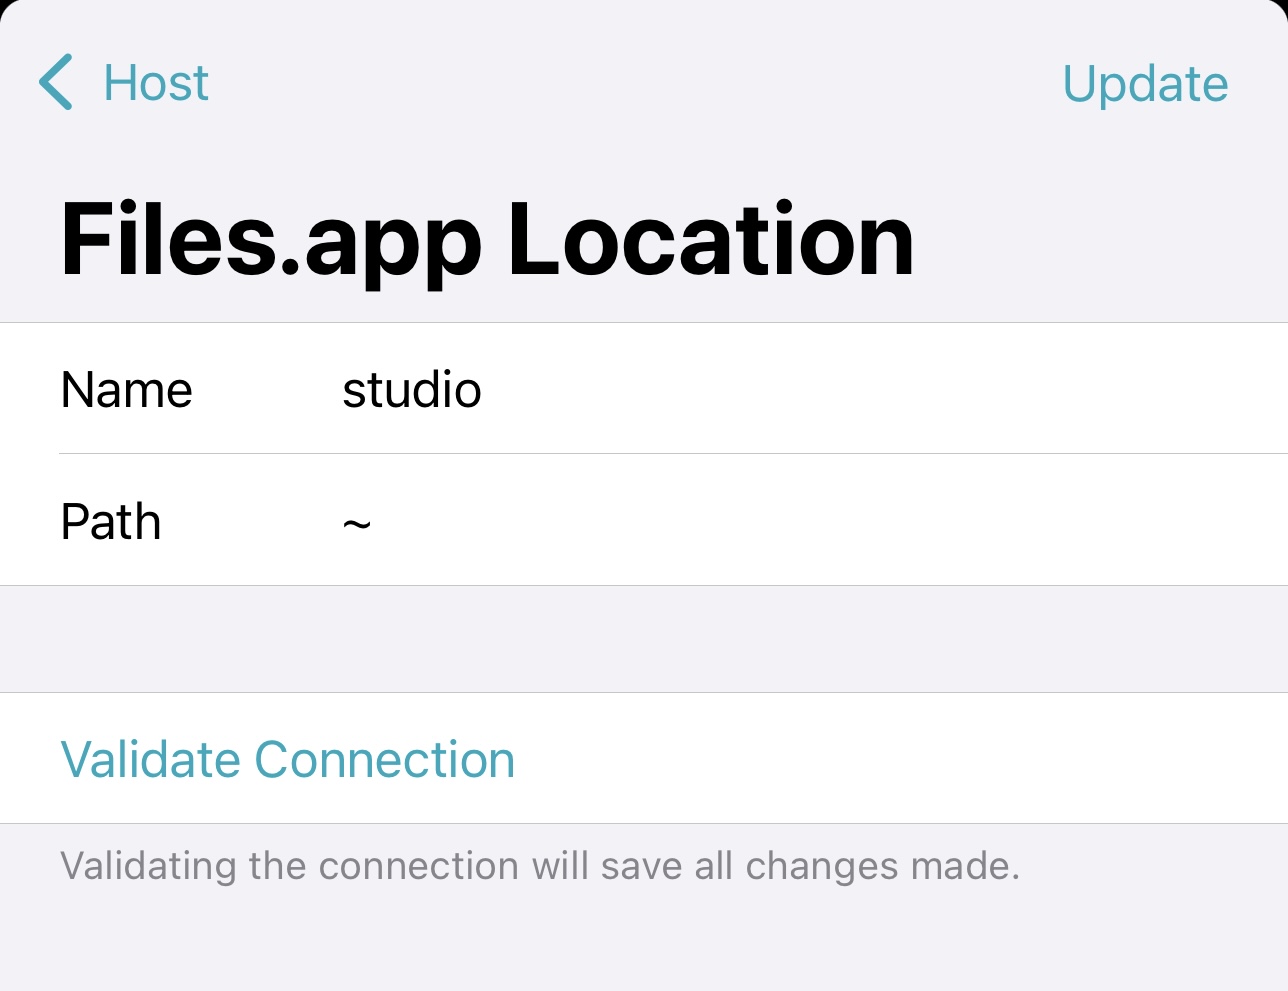 Host
Update
Files.app Location
Name studio
Path ~
Validate Connection
Validating the connection will save all changes made.